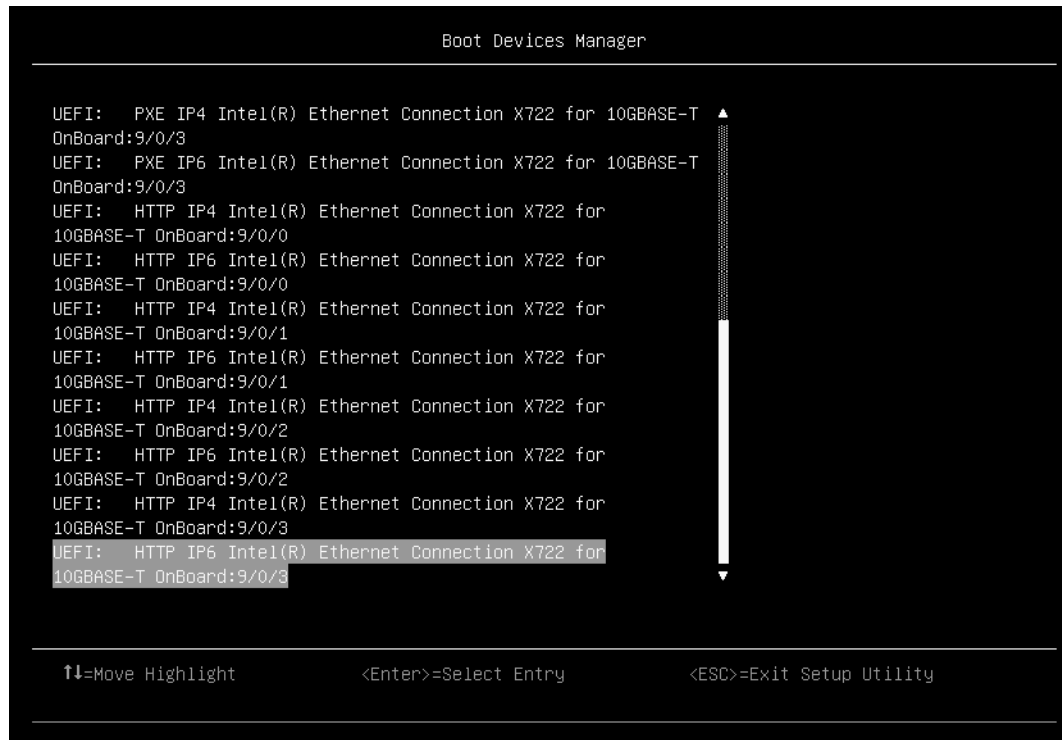 Boot Devices Manager
UEFI:   PXE IP4 Intel(R) Ethernet Connection X722 for 10GBASE-T
OnBoard:9/0/3
UEFI:   PXE IP6 Intel(R) Ethernet Connection X722 for 10GBASE-T
OnBoard:9/0/3
UEFI:   HTTP IP4 Intel(R) Ethernet Connection X722 for
10GBASE-T OnBoard:9/0/0
UEFI:   HTTP IP6 Intel(R) Ethernet Connection X722 for
10GBASE-T OnBoard:9/0/0
UEFI:   HTTP IP4 Intel(R) Ethernet Connection X722 for
10GBASE-T OnBoard:9/0/1
UEFI:   HTTP IP6 Intel(R) Ethernet Connection X722 for
10GBASE-T OnBoard:9/0/1
UEFI:   HTTP IP4 Intel(R) Ethernet Connection X722 for
10GBASE-T OnBoard:9/0/2
UEFI:   HTTP IP6 Intel(R) Ethernet Connection X722 for
10GBASE-T OnBoard:9/0/2
UEFI:   HTTP IP4 Intel(R) Ethernet Connection X722 for
10GBASE-T OnBoard:9/0/3
UEFI:   HTTP IP6 Intel(R) Ethernet Connection X722 for
10GBASE-T OnBoard:9/0/3
↑↓=Move Highlight <Enter>=Select Entry <ESC>=Exit Setup Utility